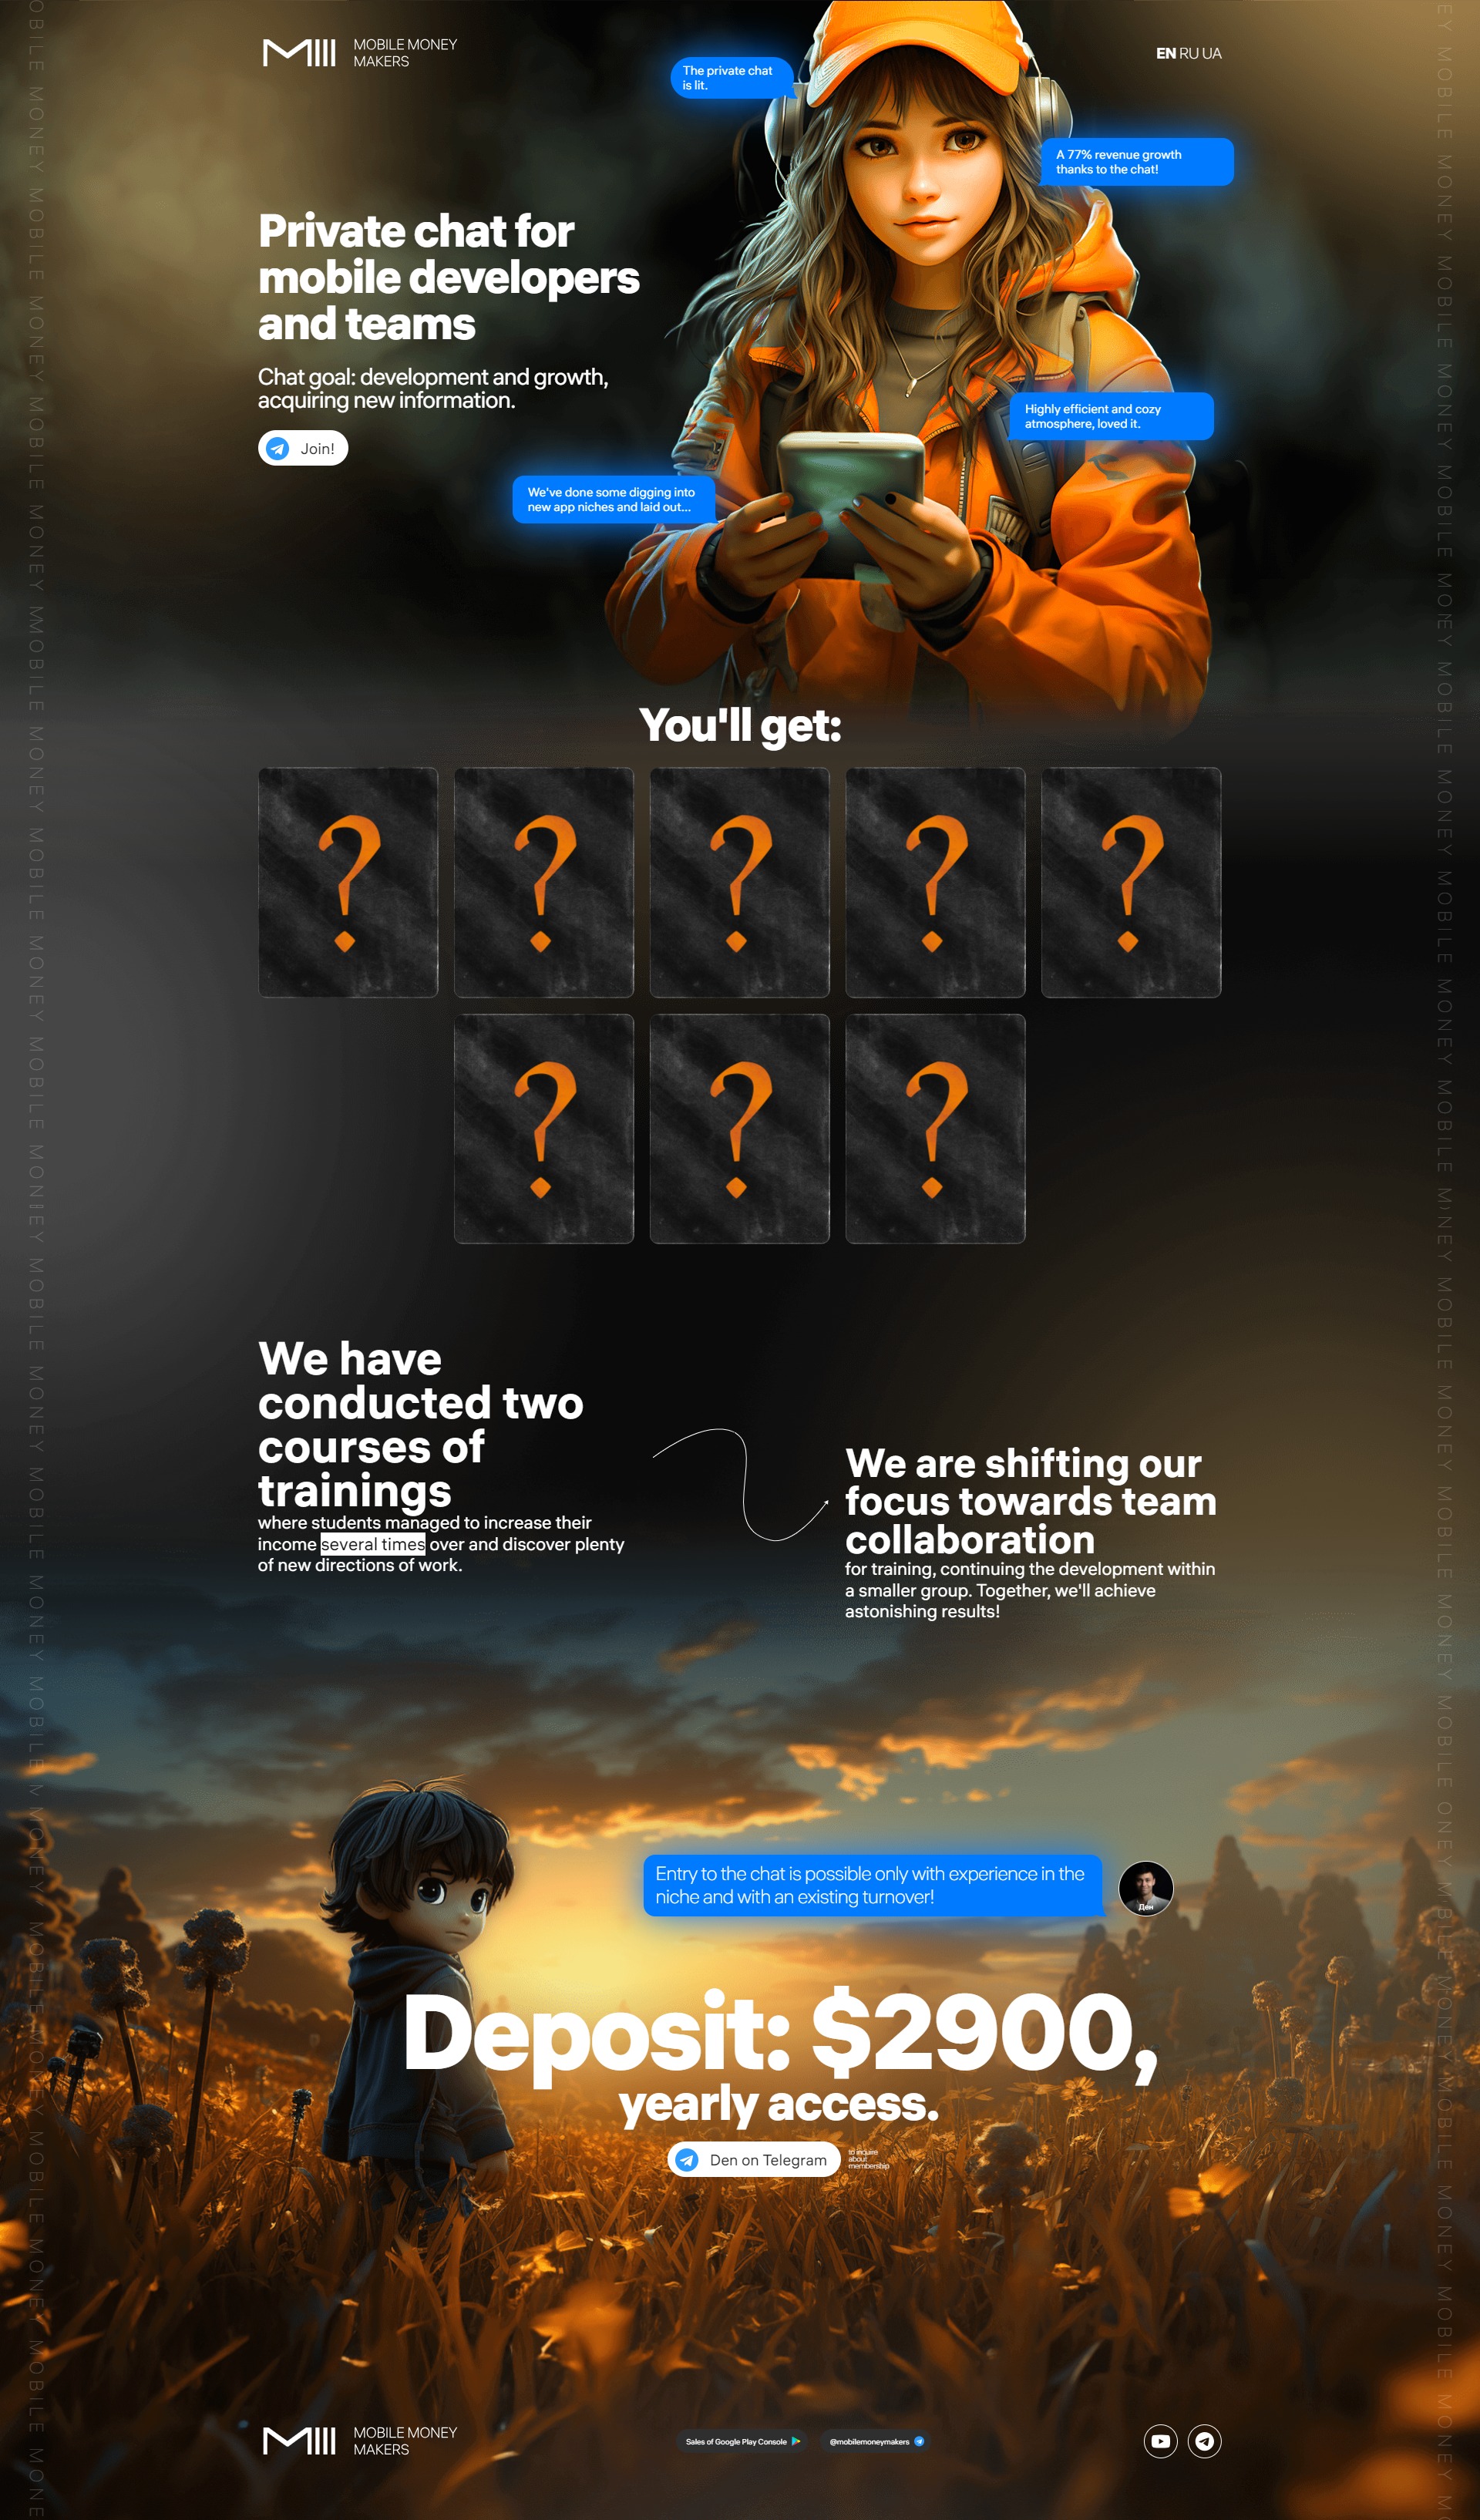 MOBILE MONEY
MAKERS
EN RU UA
The private chat
is lit.
A 77% revenue growth
thanks to the chat!
Private chat for
mobile developers
and teams
Chat goal: development and growth,
acquiring new information.
Join!
Highly efficient and cozy
atmosphere, loved it.
We've done some digging into
new app niches and laid out...
You'll get:
?
?
?
?
?
?
?
?
We have
conducted two
courses of
trainings
where students managed to increase their
income several times over and discover plenty
of new directions of work.
We are shifting our
focus towards team
collaboration
for training, continuing the development within
a smaller group. Together, we'll achieve
astonishing results!
Entry to the chat is possible only with experience in the
niche and with an existing turnover!
Ден
Deposit: $2900,
yearly access.
Den on Telegram
to inquire
about
membership
MOBILE MONEY
MAKERS
Sales of Google Play Console
@mobilemoneymakers